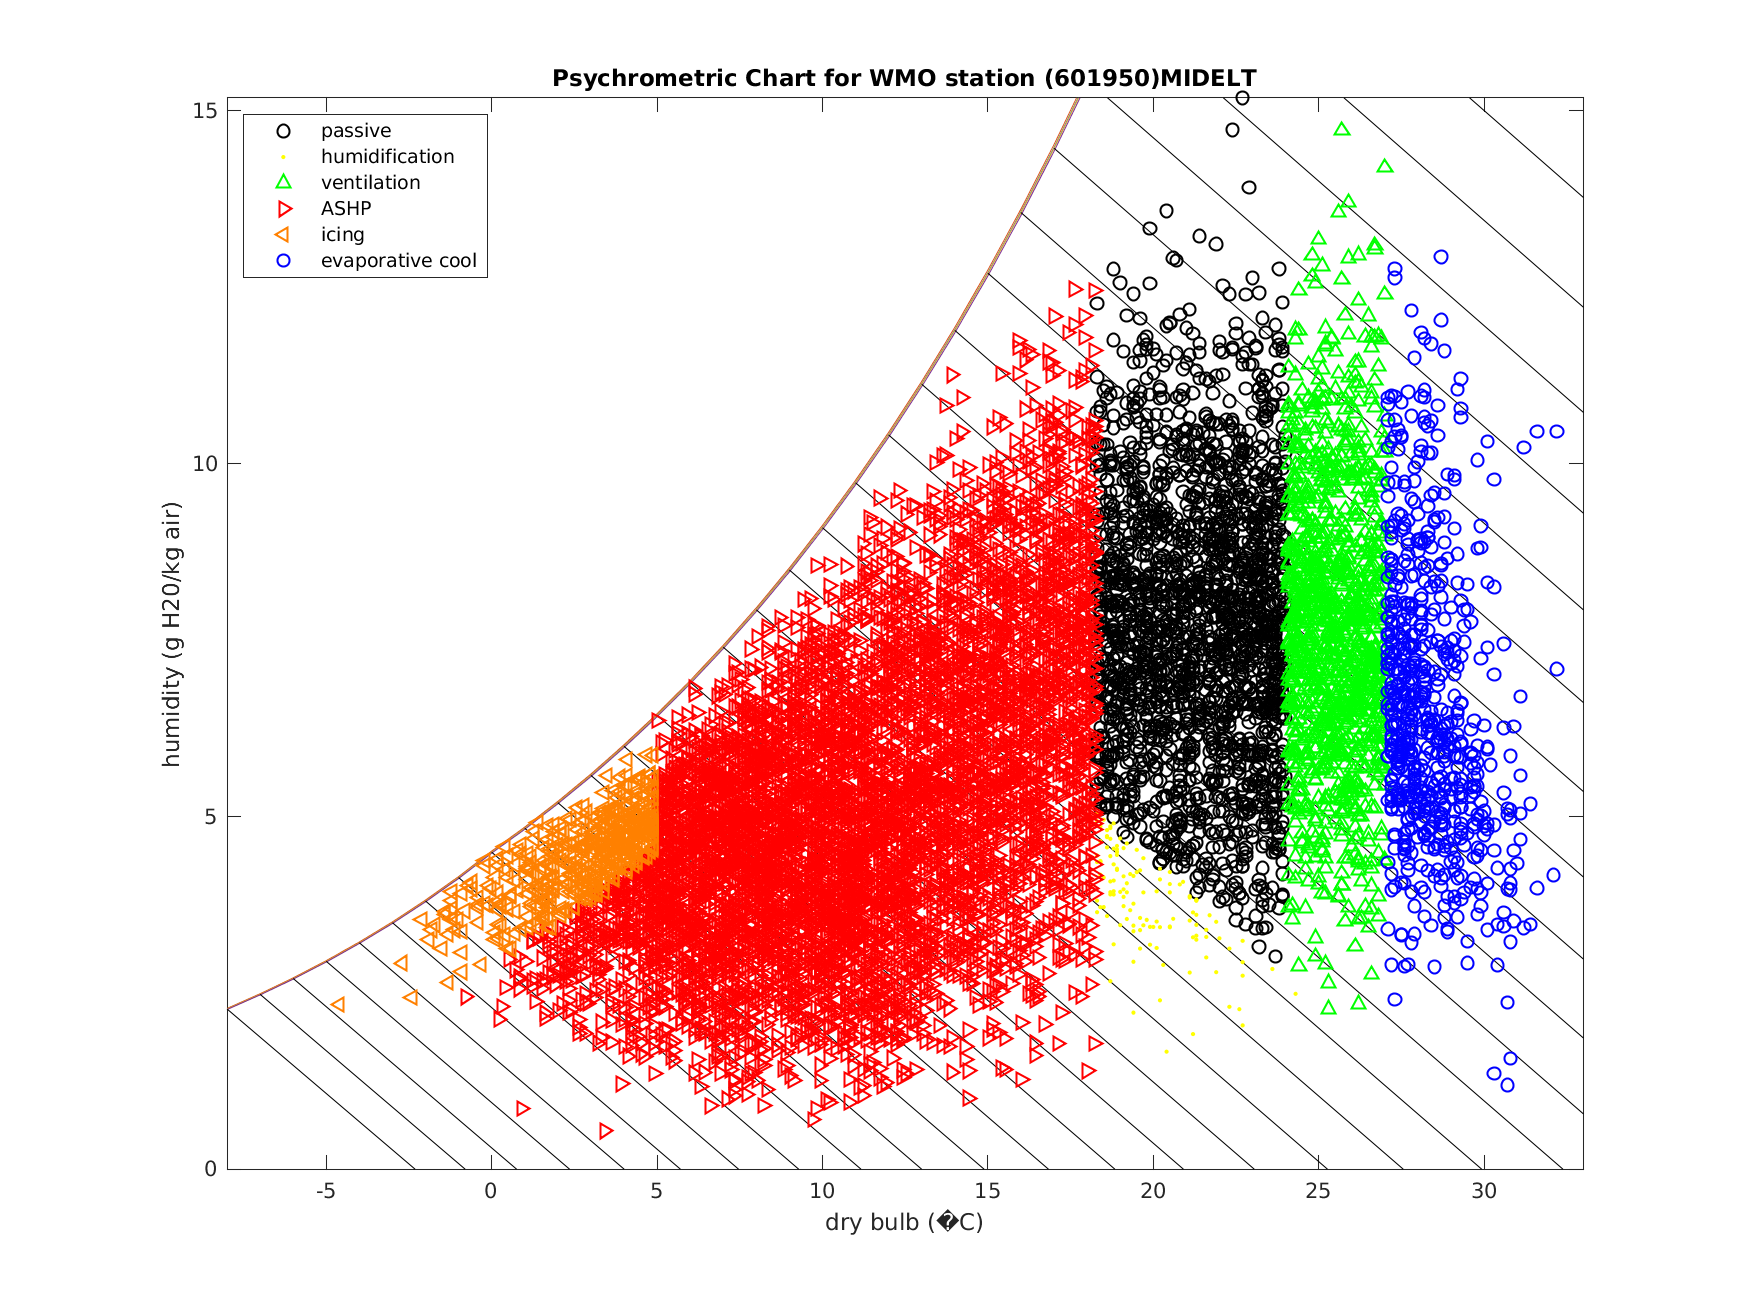 Psychrometric Chart for WMO station (601950)MIDELT
passive
humidification
ventilation
ASHP
icing
evaporative cool
15
10
5
0
humidity (g H20/kg air)
-5 0 5 10 15 20 25 30
dry bulb (�C)